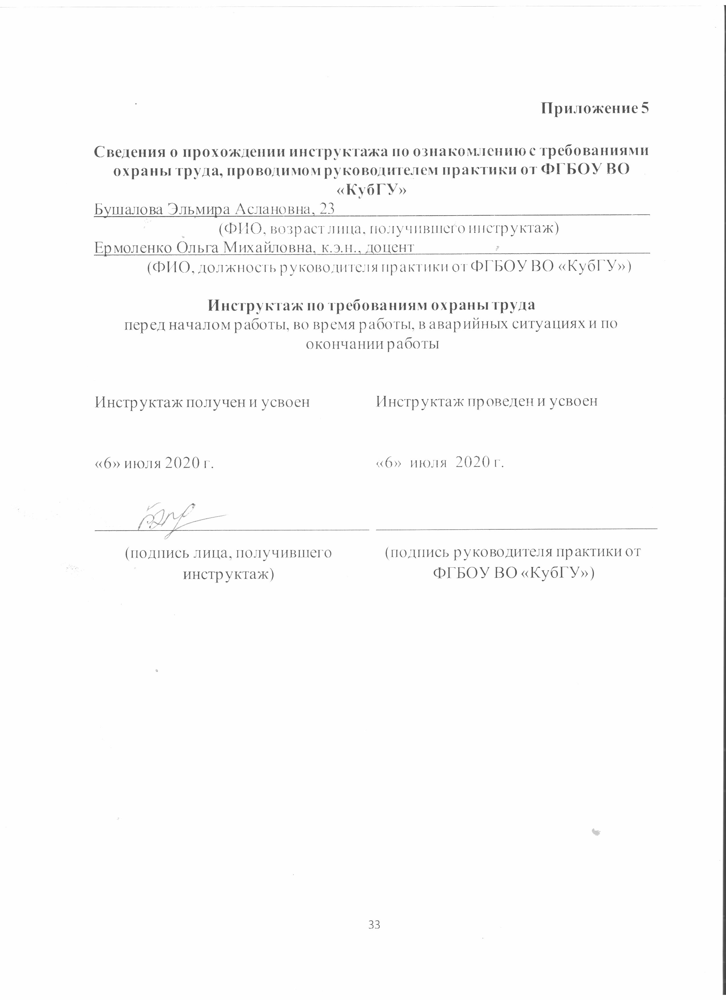 Приложение 5
Сведения о прохождении инструктажа по ознакомлению с требованиями
охраны труда, проводимом руководителем практики от ФГБОУ ВО
«КубГУ»
Бушалова Эльмира Аслановна, 23
(ФИО, возраст лица, получившего инструктаж)
Ермоленко Ольга Михайловна, к.э.н., доцент
(ФИО, должность руководителя практики от ФГБОУ ВО «КубГУ»)
Инструктаж по требованиям охраны труда
перед началом работы, во время работы, в аварийных ситуациях и по
окончании работы
Инструктаж получен и усвоен
Инструктаж проведен и усвоен
«6» июля 2020 г.
«6» июля 2020 г.
(подпись лица, получившего
инструктаж)
(подпись руководителя практики от
ФГБОУ ВО «КубГУ»)
33